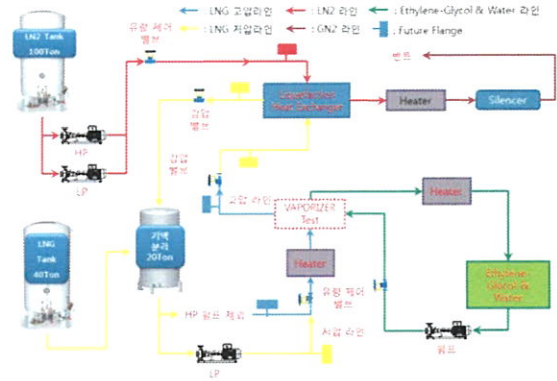 : LNG 고압라인
: LN2 라인
: Ethylene-Glycol & Water 라인
: LNG 저압라인
: GN2 라인
: Future Flange
LN2 Tank
100Ton
유량 제어
밸브
벤트
Liquefaction
Heat Exchanger
Heater
Silencer
HP
LP
감압
밸브
감압
밸브
고압 라인
VAPORIZER
Test
Heater
기액
분리
20Ton
LNG
Tank
40Ton
Heater
유량 제어
밸브
Ethylene-
Glycol &
Water
HP 펌프 제외
저압 라인
LP
펌프